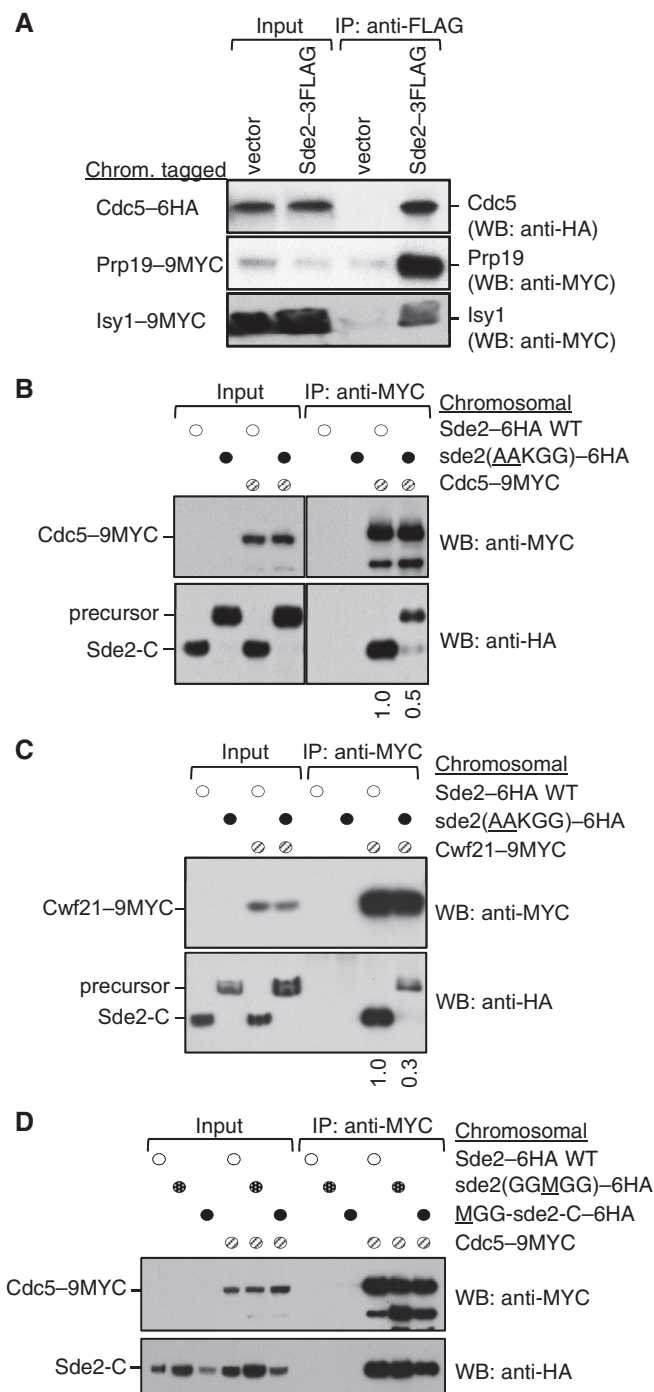 A
Input
IP: anti-FLAG
vector
Sde2–3FLAG
vector
Sde2–3FLAG
Chrom. tagged
Cdc5–6HA
Cdc5
(WB: anti-HA)
Prp19–9MYC
Prp19
(WB: anti-MYC)
Isy1–9MYC
Isy1
(WB: anti-MYC)
B
Input
IP: anti-MYC
Chromosomal
Sde2–6HA WT
sde2(AAKGG)–6HA
Cdc5–9MYC
Cdc5–9MYC
WB: anti-MYC
precursor
Sde2-C
WB: anti-HA
1.0
0.5
C
Input
IP: anti-MYC
Chromosomal
Sde2–6HA WT
sde2(AAKGG)–6HA
Cwf21–9MYC
Cwf21–9MYC
WB: anti-MYC
precursor
Sde2-C
WB: anti-HA
1.0
0.3
D
Input
IP: anti-MYC
Chromosomal
Sde2–6HA WT
sde2(GGMGG)–6HA
MGG-sde2-C–6HA
Cdc5–9MYC
Cdc5–9MYC
WB: anti-MYC
Sde2-C
WB: anti-HA